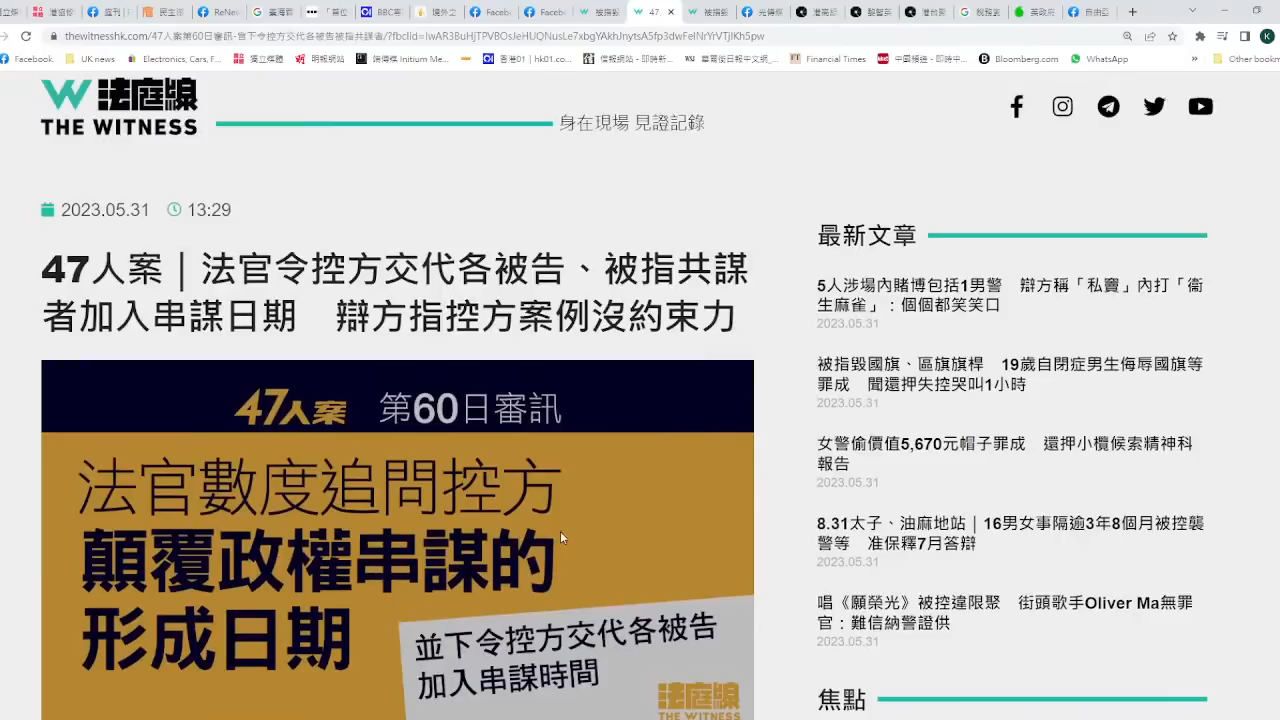 Faceb
Faceb
47.
ReNe
thewitnesshk.com/47人案第60日審訊-官下令控方交代各被告被指共謀者/?fbclid=IwAR3BuHjTPVBOsJeHUQNusLe7xbgYAkhJnytsA5fp3dwFelNrYrVTJIKh5pw
K
Facebook
UK news
Electronics, Cars, F...
獨立媒體
明報網站
端傳媒 Initium Me...
香港01 | hk01.co...
信報網站 - 即時新...
華爾街日報中文網...
Financial Times
Bloomberg.com
WhatsApp
Other bookm
法庭線
THE WITNESS
身在現場 見證記錄
2023.05.31
13:29
47人案｜法官令控方交代各被告、被指共謀
者加入串謀日期　辯方指控方案例沒約束力
47人案 第60日審訊
法官數度追問控方
顛覆政權串謀的
形成日期
並下令控方交代各被告
加入串謀時間
法庭線
THE WITNESS
最新文章
5人涉場內賭博包括1男警　辯方稱「私竇」內打「衞
生麻雀」：個個都笑笑口
2023.05.31
被指毀國旗、區旗旗桿　19歲自閉症男生侮辱國旗等
罪成　聞還押失控哭叫1小時
2023.05.31
女警偷價值5,670元帽子罪成　還押小欖候索精神科
報告
2023.05.31
8.31太子、油麻地站｜16男女事隔逾3年8個月被控襲
警等　准保釋7月答辯
2023.05.31
唱《願榮光》被控違限聚　街頭歌手Oliver Ma無罪
官：難信納警證供
2023.05.31
焦點